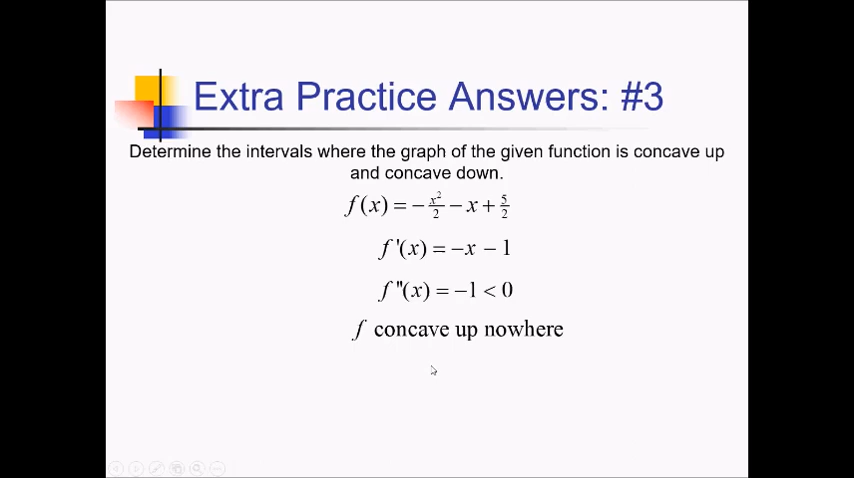 Extra Practice Answers: #3
Determine the intervals where the graph of the given function is concave up
and concave down.
f(x) = −x²/2 − x + 5/2
f'(x) = −x − 1
f"(x) = −1 < 0
f concave up nowhere